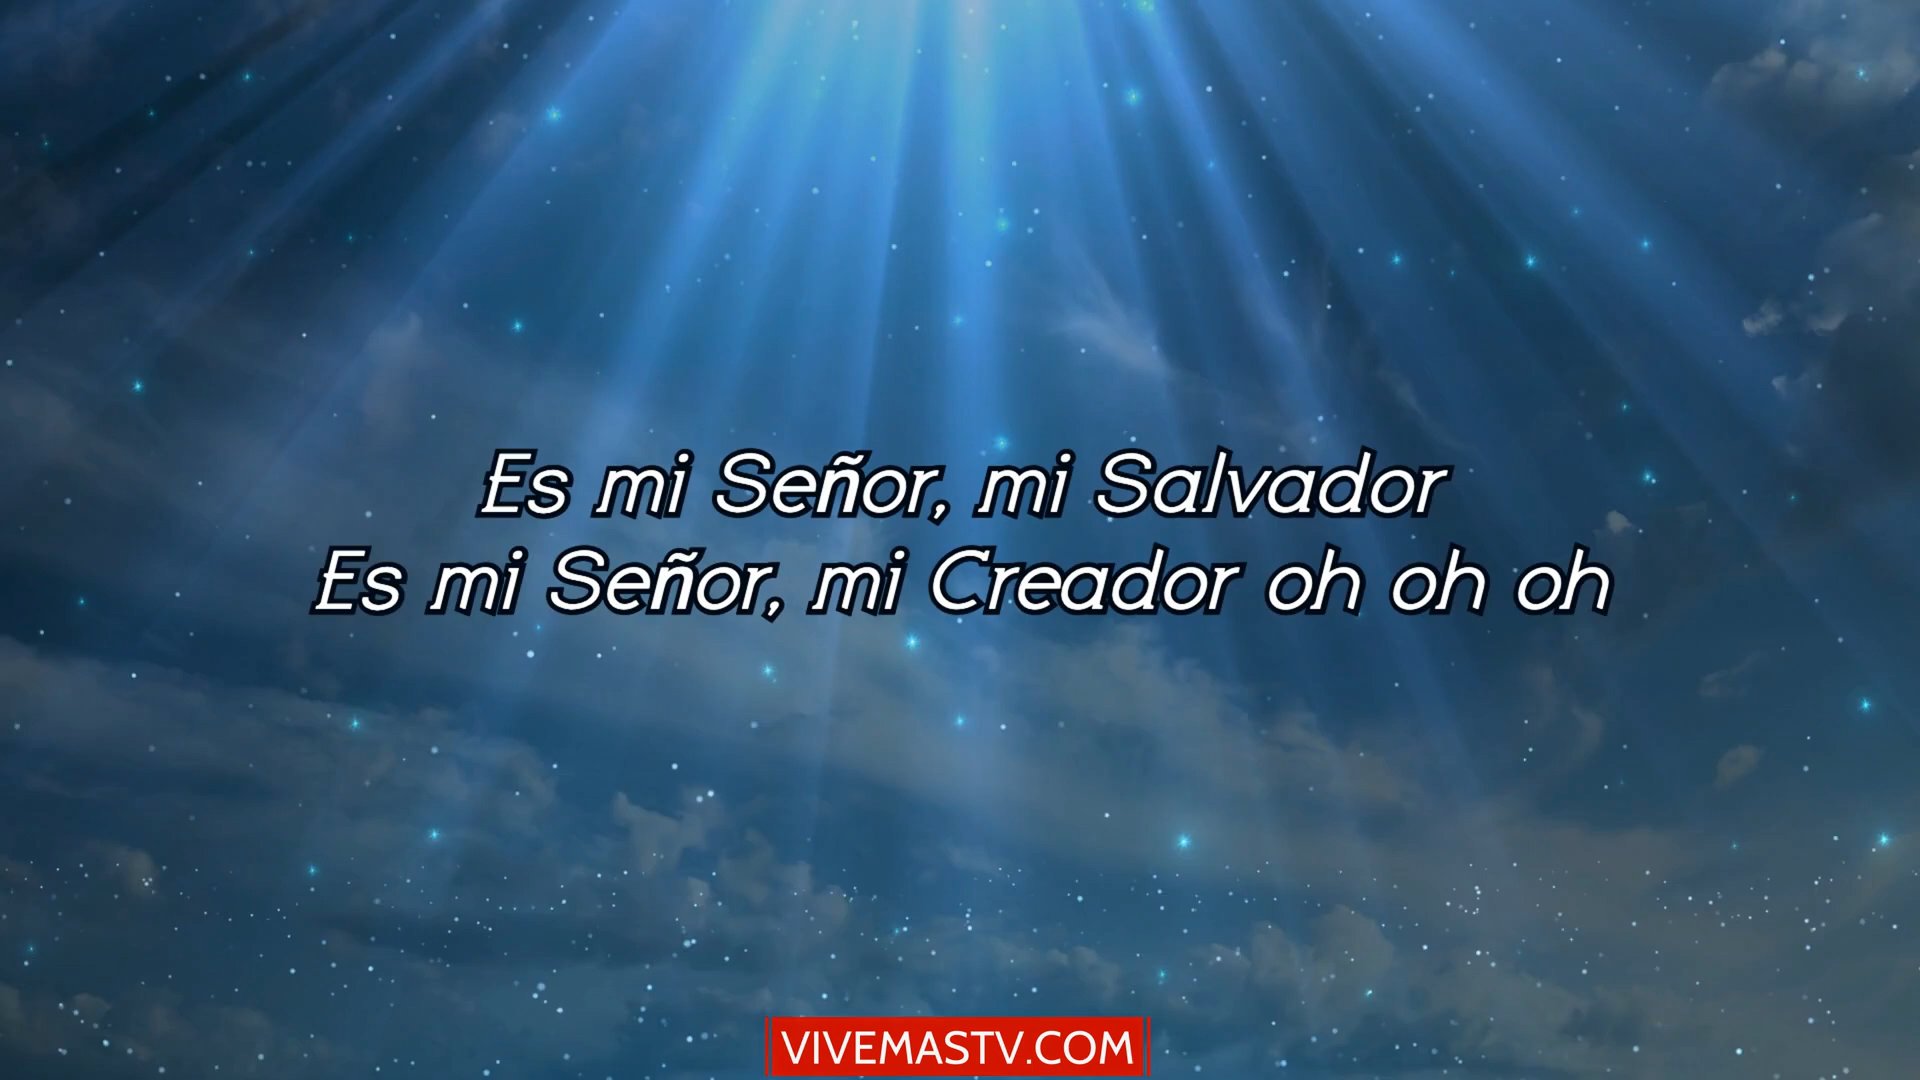 Es mi Señor, mi Salvador
Es mi Señor, mi Creador oh oh oh
VIVEMASTV.COM